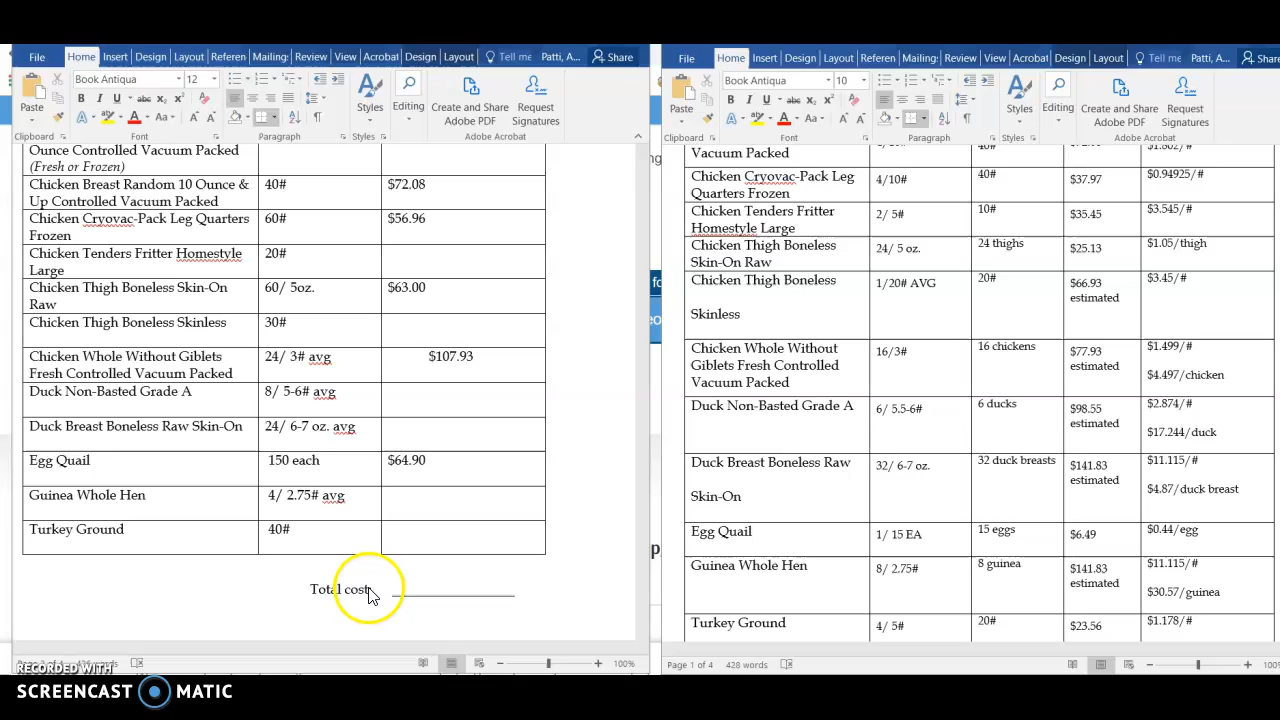 File Home Insert Design Layout Referen Mailing: Review View Acrobat Design Layout Tell me Patti, A... Share
Book Antiqua 12
Paste
Styles
Editing
Create and Share Adobe PDF
Request Signatures
Clipboard Font Paragraph Styles Adobe Acrobat
Ounce Controlled Vacuum Packed
(Fresh or Frozen)
Chicken Breast Random 10 Ounce & 40# $72.08
Up Controlled Vacuum Packed
Chicken Cryovac-Pack Leg Quarters 60# $56.96
Frozen
Chicken Tenders Fritter Homestyle 20#
Large
Chicken Thigh Boneless Skin-On 60/ 5oz. $63.00
Raw
Chicken Thigh Boneless Skinless 30#
Chicken Whole Without Giblets 24/ 3# avg $107.93
Fresh Controlled Vacuum Packed
Duck Non-Basted Grade A 8/ 5-6# avg
Duck Breast Boneless Raw Skin-On 24/ 6-7 oz. avg
Egg Quail 150 each $64.90
Guinea Whole Hen 4/ 2.75# avg
Turkey Ground 40#
Total cost
100%
RECORDED WITH
SCREENCAST MATIC
File Home Insert Design Layout Referen Mailing: Review View Acrobat Design Layout Tell me Patti, A... Share
Book Antiqua 10
Paste
Styles
Editing
Create and Share Adobe PDF
Request Signatures
Clipboard Font Paragraph Styles Adobe Acrobat
Vacuum Packed 40#
Chicken Cryovac-Pack Leg 4/10# 40# $37.97 $0.94925/#
Quarters Frozen
Chicken Tenders Fritter 2/ 5# 10# $35.45 $3.545/#
Homestyle Large
Chicken Thigh Boneless 24/ 5 oz. 24 thighs $25.13 $1.05/thigh
Skin-On Raw
Chicken Thigh Boneless 1/20# AVG 20# $66.93 $3.45/#
estimated
Skinless
Chicken Whole Without 16/3# 16 chickens $77.93 $1.499/#
Giblets Fresh Controlled estimated
Vacuum Packed $4.497/chicken
Duck Non-Basted Grade A 6/ 5.5-6# 6 ducks $98.55 $2.874/#
estimated
$17.244/duck
Duck Breast Boneless Raw 32/ 6-7 oz. 32 duck breasts $141.83 $11.115/#
estimated
Skin-On $4.87/duck breast
Egg Quail 1/ 15 EA 15 eggs $6.49 $0.44/egg
Guinea Whole Hen 8/ 2.75# 8 guinea $141.83 $11.115/#
estimated
$30.57/guinea
Turkey Ground 4/ 5# 20# $23.56 $1.178/#
Page 1 of 4 428 words 100%